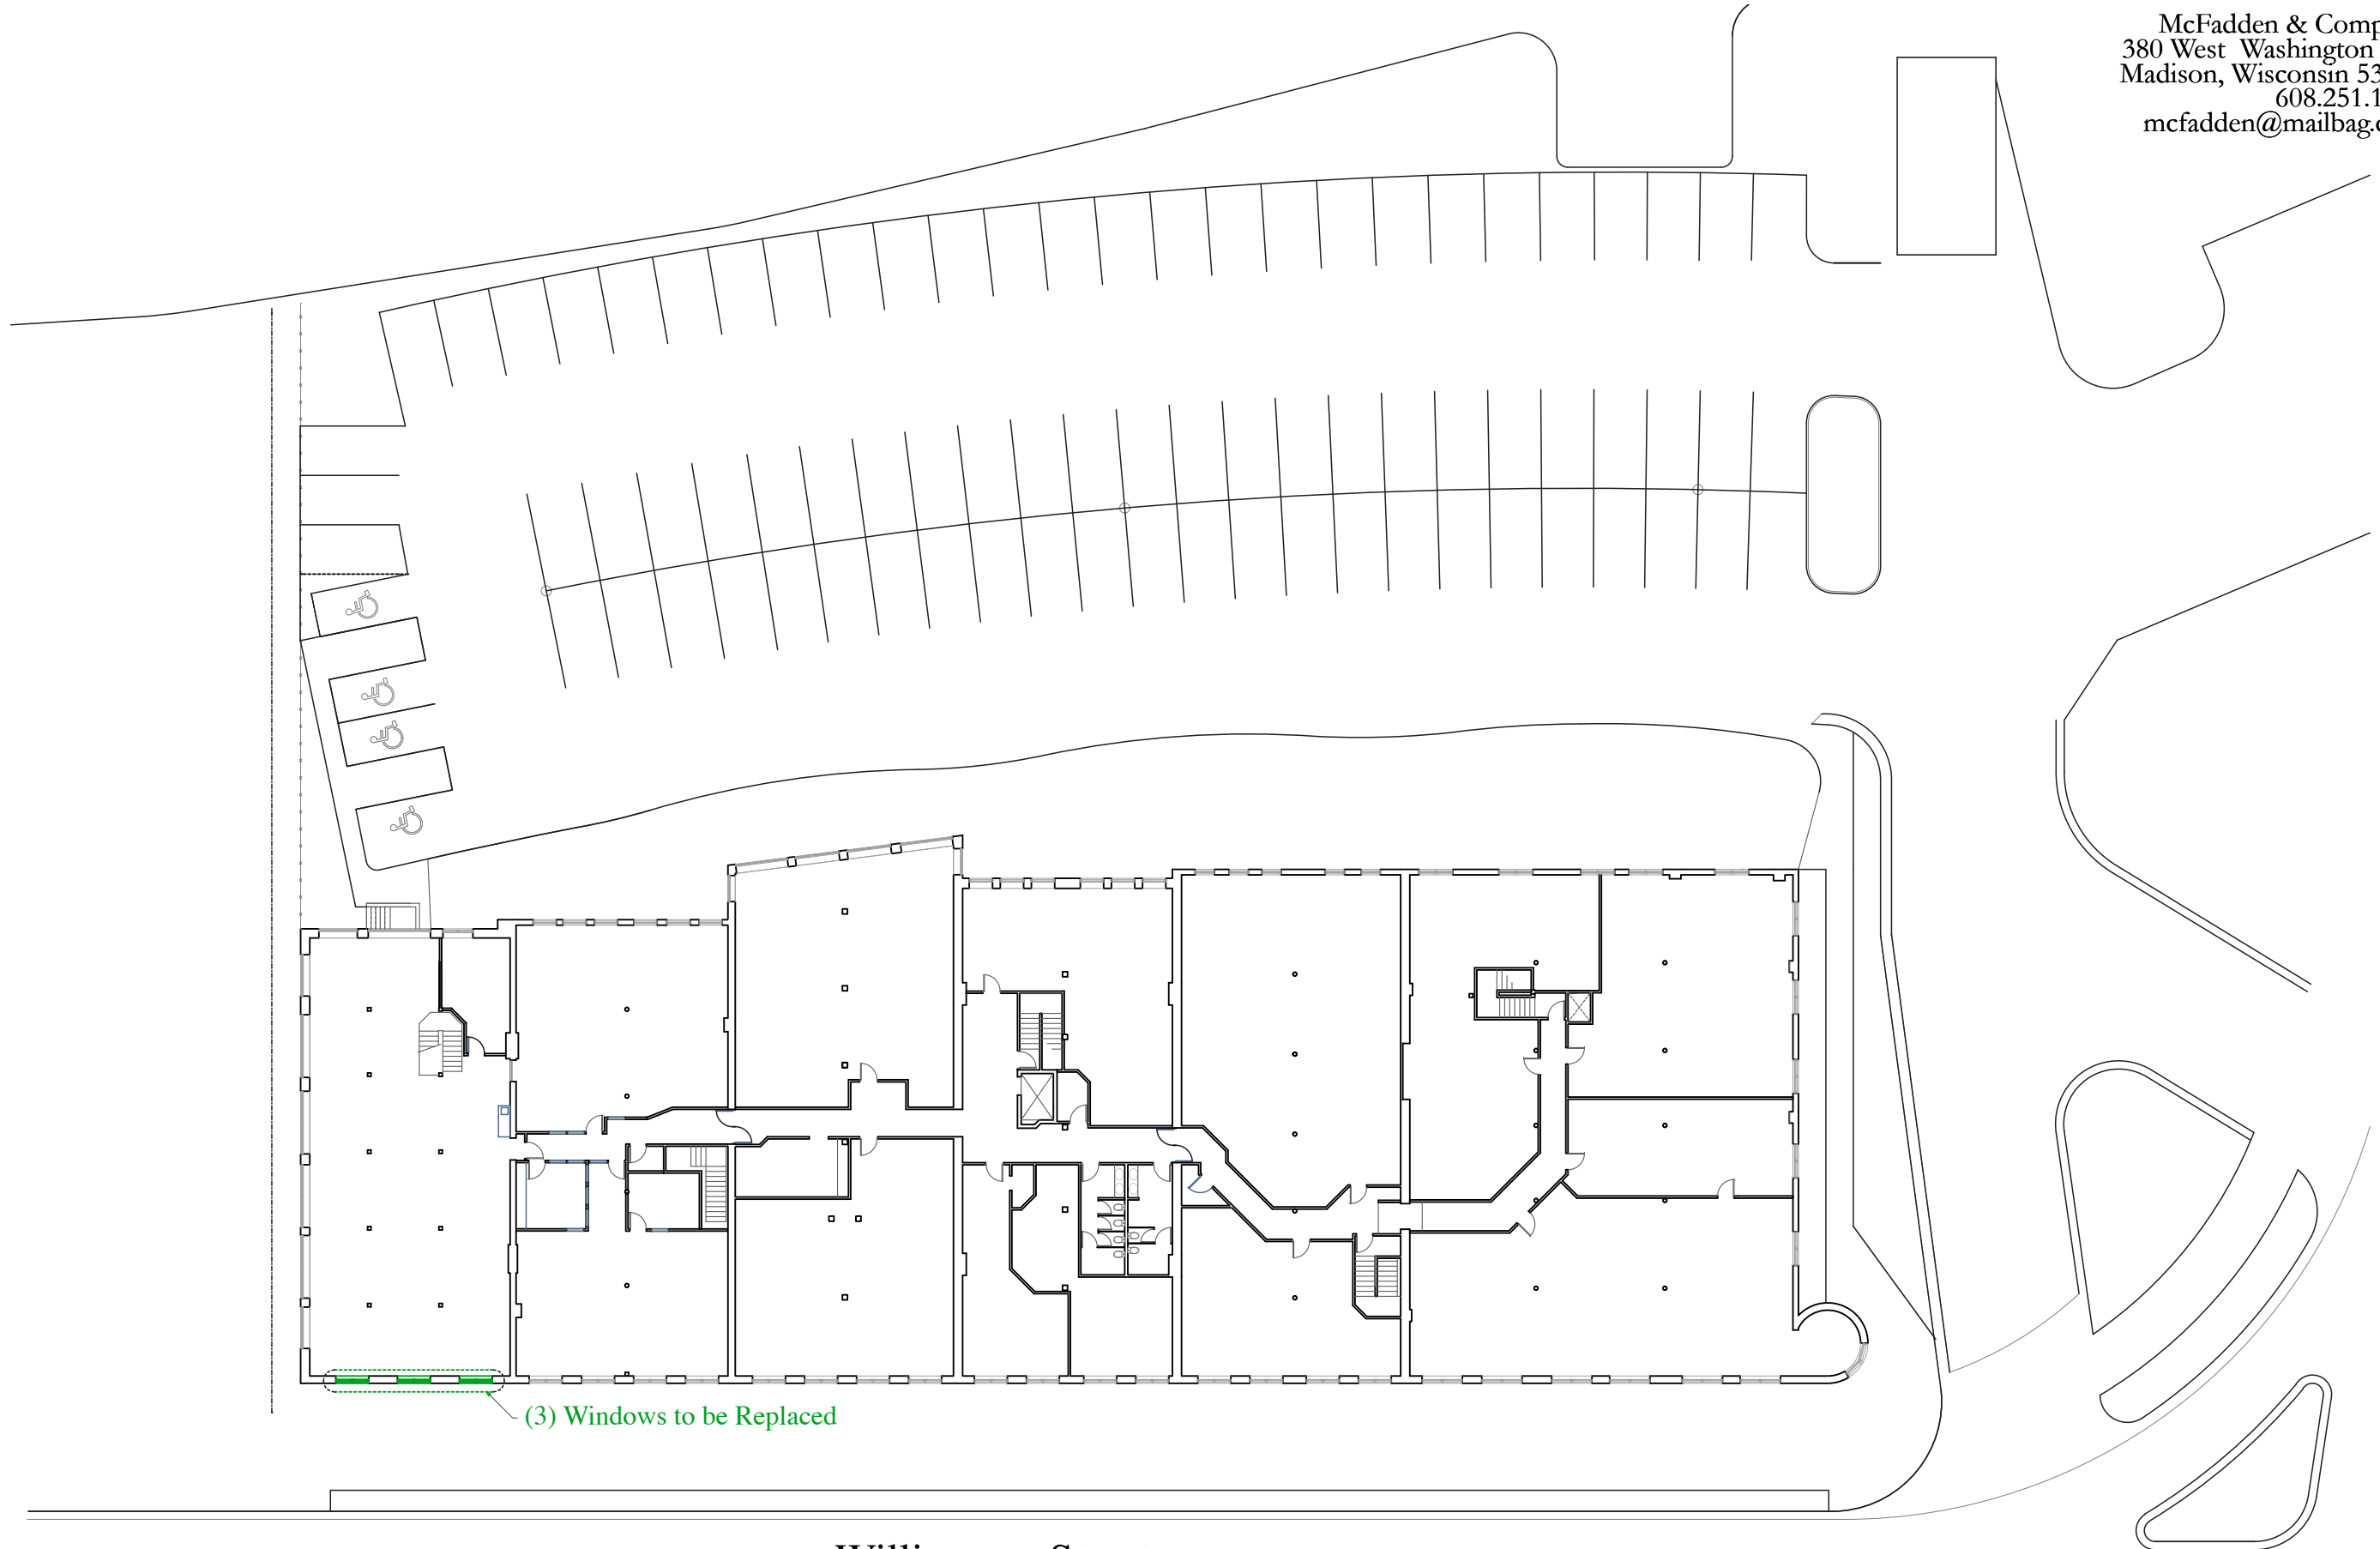 McFadden & Comp
380 West Washington
Madison, Wisconsin 53
608.251.1
mcfadden@mailbag.
(3) Windows to be Replaced